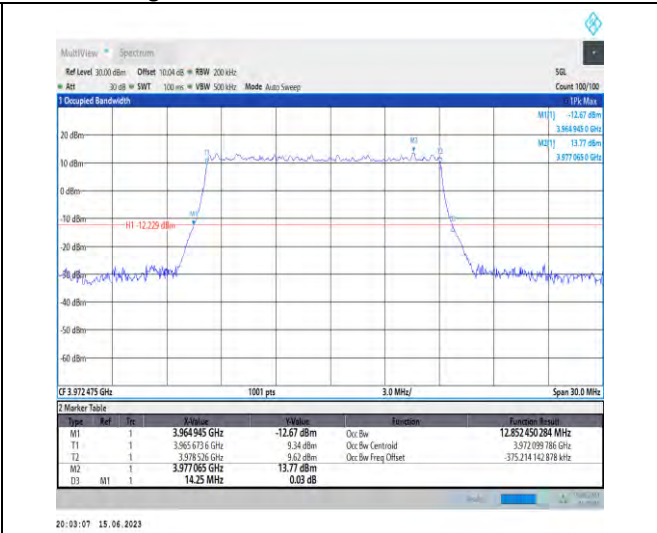 MultiView Spectrum
Ref Level 30.00 dBm Offset 10.04 dB RBW 200 kHz SGL
Att 30 dB SWT 100 ms VBW 500 kHz Mode Auto Sweep Count 100/100
1 Occupied Bandwidth 1Pk Max
M1[1] -12.67 dBm
3.964 945 0 GHz
M2[1] 13.77 dBm
3.977 065 0 GHz
20 dBm
M2
T1
T2
10 dBm
0 dBm
-10 dBm
M1
H1 -12.229 dBm
-20 dBm
-30 dBm
-40 dBm
-50 dBm
-60 dBm
CF 3.972 475 GHz 1001 pts 3.0 MHz/ Span 30.0 MHz
2 Marker Table
Type Ref Trc X-Value Y-Value Function Function Result
M1 1 3.964 945 GHz -12.67 dBm Occ Bw 12.852 450 284 MHz
T1 1 3.965 673 6 GHz 9.34 dBm Occ Bw Centroid 3.972 099 786 GHz
T2 1 3.978 526 GHz 9.62 dBm Occ Bw Freq Offset -375.214 142 878 kHz
M2 1 3.977 065 GHz 13.77 dBm
D3 M1 1 14.25 MHz 0.03 dB
20:03:07 15.06.2023